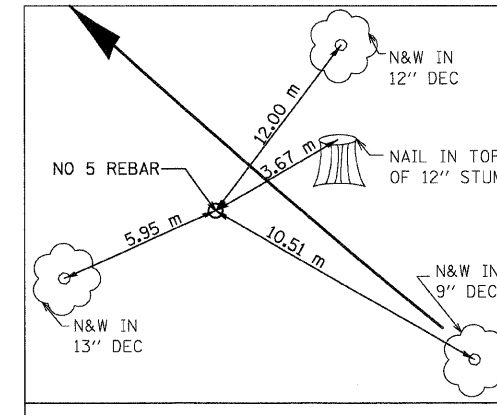 N&W IN
12" DEC
12.00 m
3.67 m
NAIL IN TOP
OF 12" STUM
NO 5 REBAR
5.95 m
10.51 m
N&W IN
9" DEC
N&W IN
13" DEC